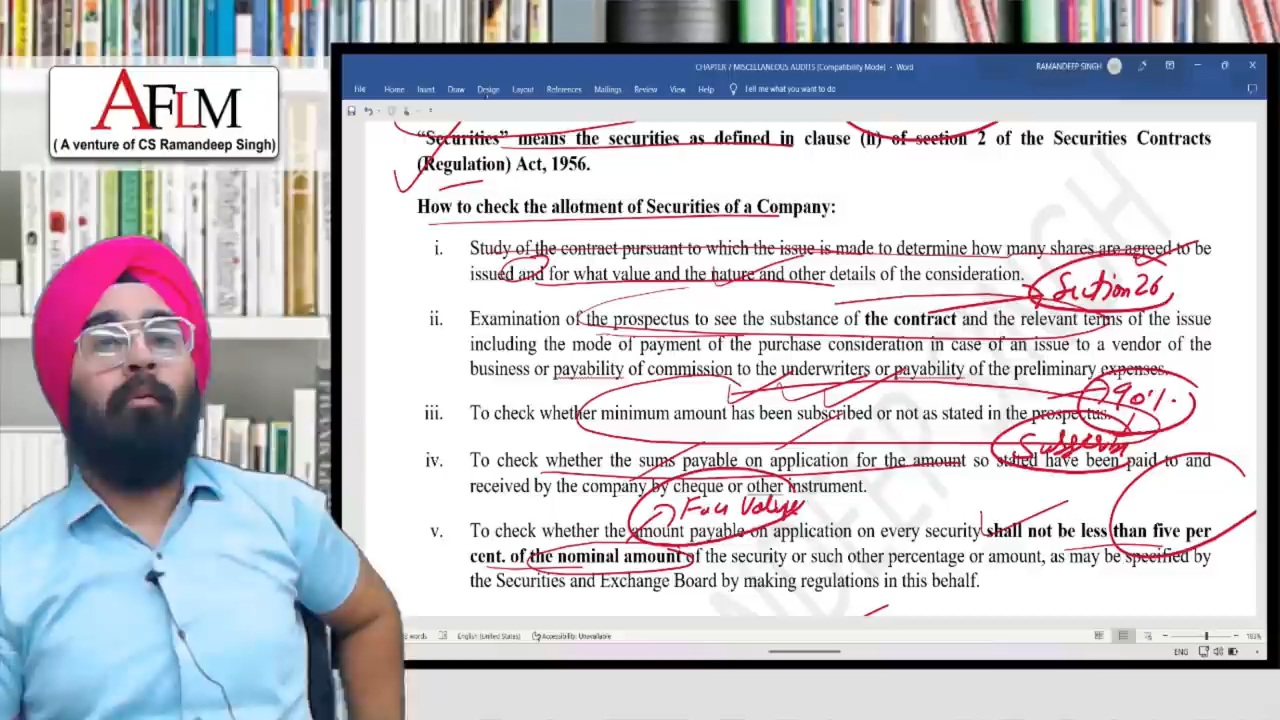 AFLM
( A venture of CS Ramandeep Singh)
CHAPTER 7 MISCELLANEOUS AUDITS [Compatibility Mode] - Word
RAMANDEEP SINGH
File Home Insert Draw Design Layout References Mailings Review View Help Tell me what you want to do
“Securities” means the securities as defined in clause (h) of section 2 of the Securities Contracts
(Regulation) Act, 1956.
How to check the allotment of Securities of a Company:
i. Study of the contract pursuant to which the issue is made to determine how many shares are agreed to be
issued and for what value and the nature and other details of the consideration.
Section 26
ii. Examination of the prospectus to see the substance of the contract and the relevant terms of the issue
including the mode of payment of the purchase consideration in case of an issue to a vendor of the
business or payability of commission to the underwriters or payability of the preliminary expenses.
90%
iii. To check whether minimum amount has been subscribed or not as stated in the prospectus.
iv. To check whether the sums payable on application for the amount so stated have been paid to and
received by the company by cheque or other instrument.
Face Value
v. To check whether the amount payable on application on every security shall not be less than five per
cent. of the nominal amount of the security or such other percentage or amount, as may be specified by
the Securities and Exchange Board by making regulations in this behalf.
words English (United States) Accessibility: Unavailable
ENG